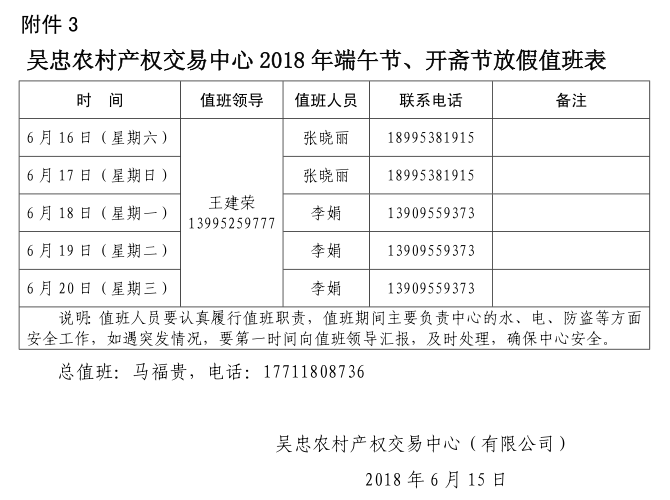 附件 3
吴忠农村产权交易中心 2018 年端午节、开斋节放假值班表
时 间 值班领导 值班人员 联系电话 备注
6 月 16 日（星期六） 张晓丽 18995381915
6 月 17 日（星期日） 张晓丽 18995381915
王建荣
13995259777
6 月 18 日（星期一） 李娟 13909559373
6 月 19 日（星期二） 李娟 13909559373
6 月 20 日（星期三） 李娟 13909559373
说明:值班人员要认真履行值班职责，值班期间主要负责中心的水、电、防盗等方面
安全工作，如遇突发情况，要第一时间向值班领导汇报，及时处理，确保中心安全。
总值班：马福贵，电话：17711808736
吴忠农村产权交易中心（有限公司）
2018 年 6 月 15 日